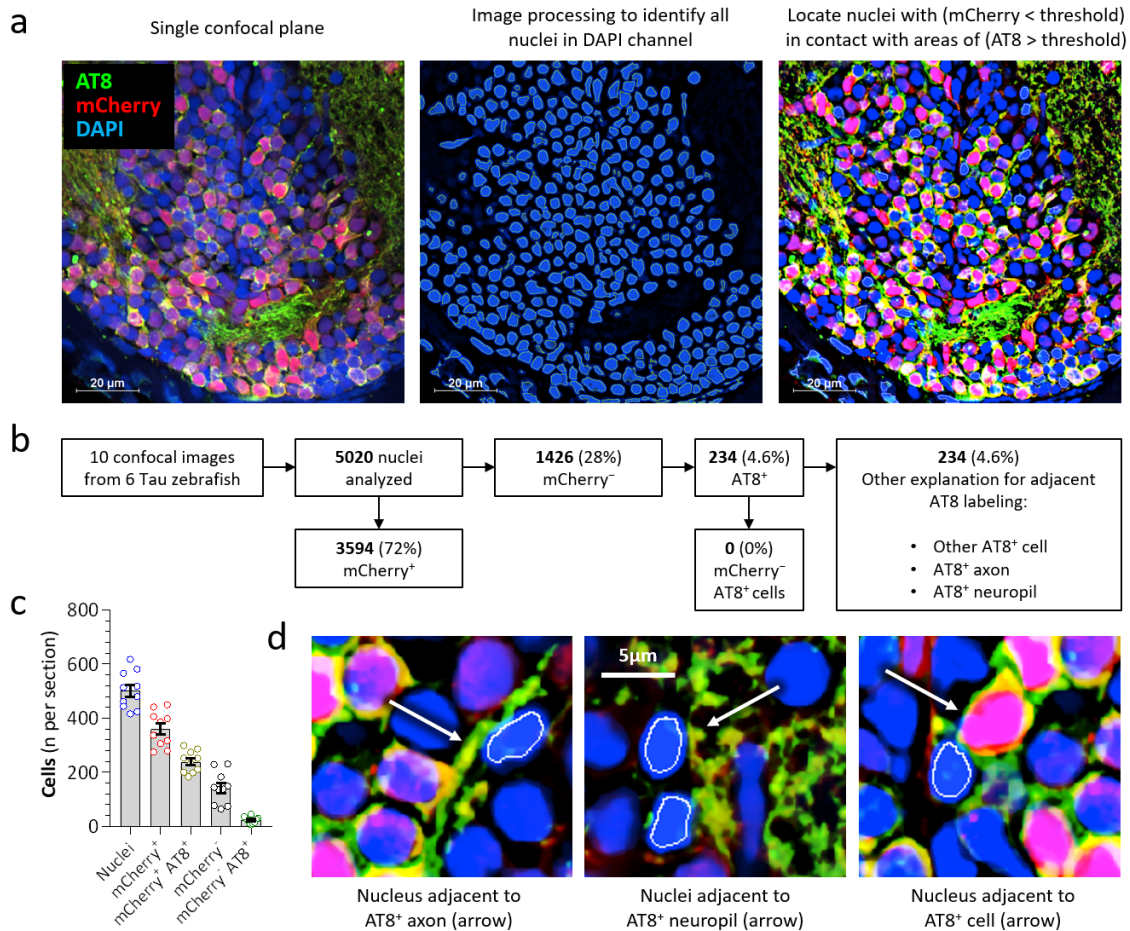 a
Single confocal plane
Image processing to identify all
nuclei in DAPI channel
Locate nuclei with (mCherry < threshold)
in contact with areas of (AT8 > threshold)
AT8
mCherry
DAPI
20 µm
20 µm
20 µm
b
10 confocal images
from 6 Tau zebrafish
5020 nuclei
analyzed
1426 (28%)
mCherry⁻
234 (4.6%)
AT8⁺
234 (4.6%)
Other explanation for adjacent
AT8 labeling:
• Other AT8⁺ cell
• AT8⁺ axon
• AT8⁺ neuropil
3594 (72%)
mCherry⁺
0 (0%)
mCherry⁻
AT8⁺ cells
c
Cells (n per section)
800
600
400
200
0
Nuclei
mCherry⁺
mCherry⁺ AT8⁺
mCherry⁻
mCherry⁻ AT8⁺
d
5µm
Nucleus adjacent to
AT8⁺ axon (arrow)
Nuclei adjacent to
AT8⁺ neuropil (arrow)
Nucleus adjacent to
AT8⁺ cell (arrow)